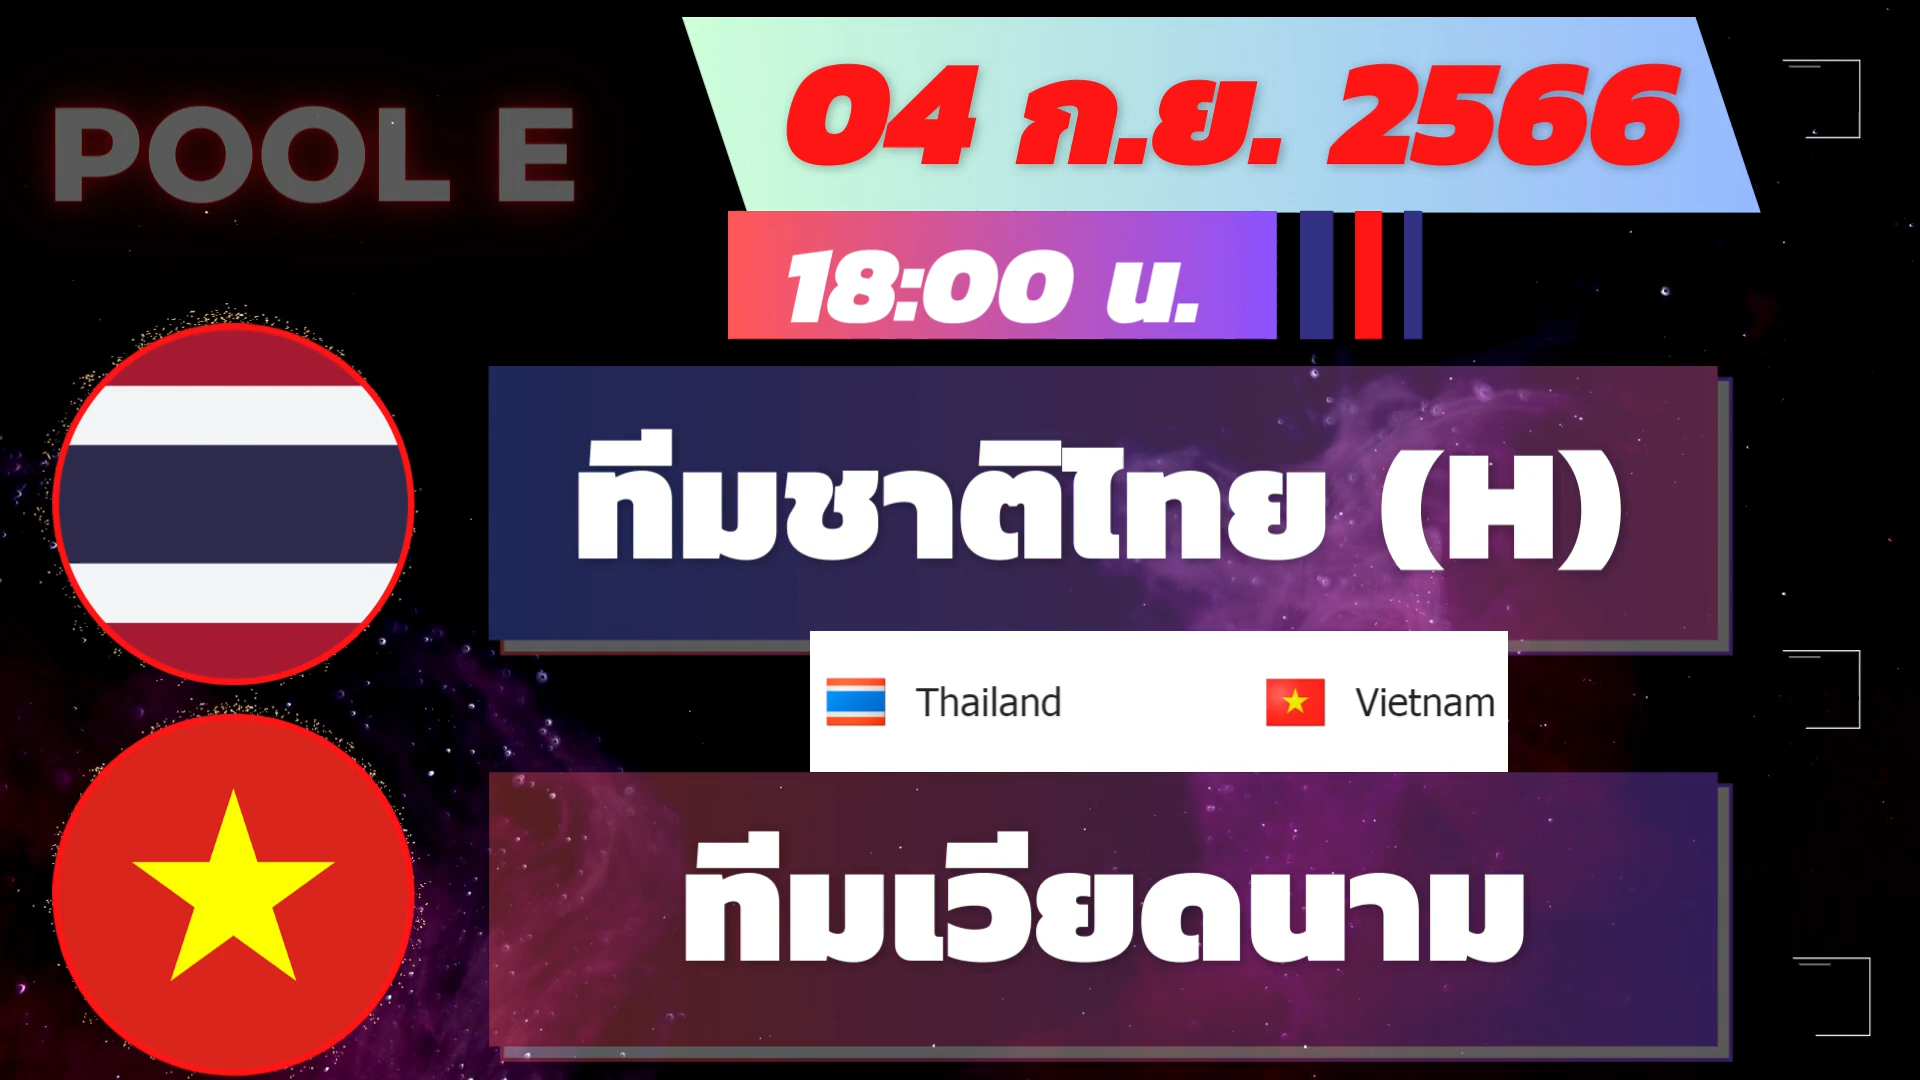 POOL E
04 ก.ย. 2566
18:00 น.
ทีมชาติไทย (H)
Thailand Vietnam
ทีมเวียดนาม